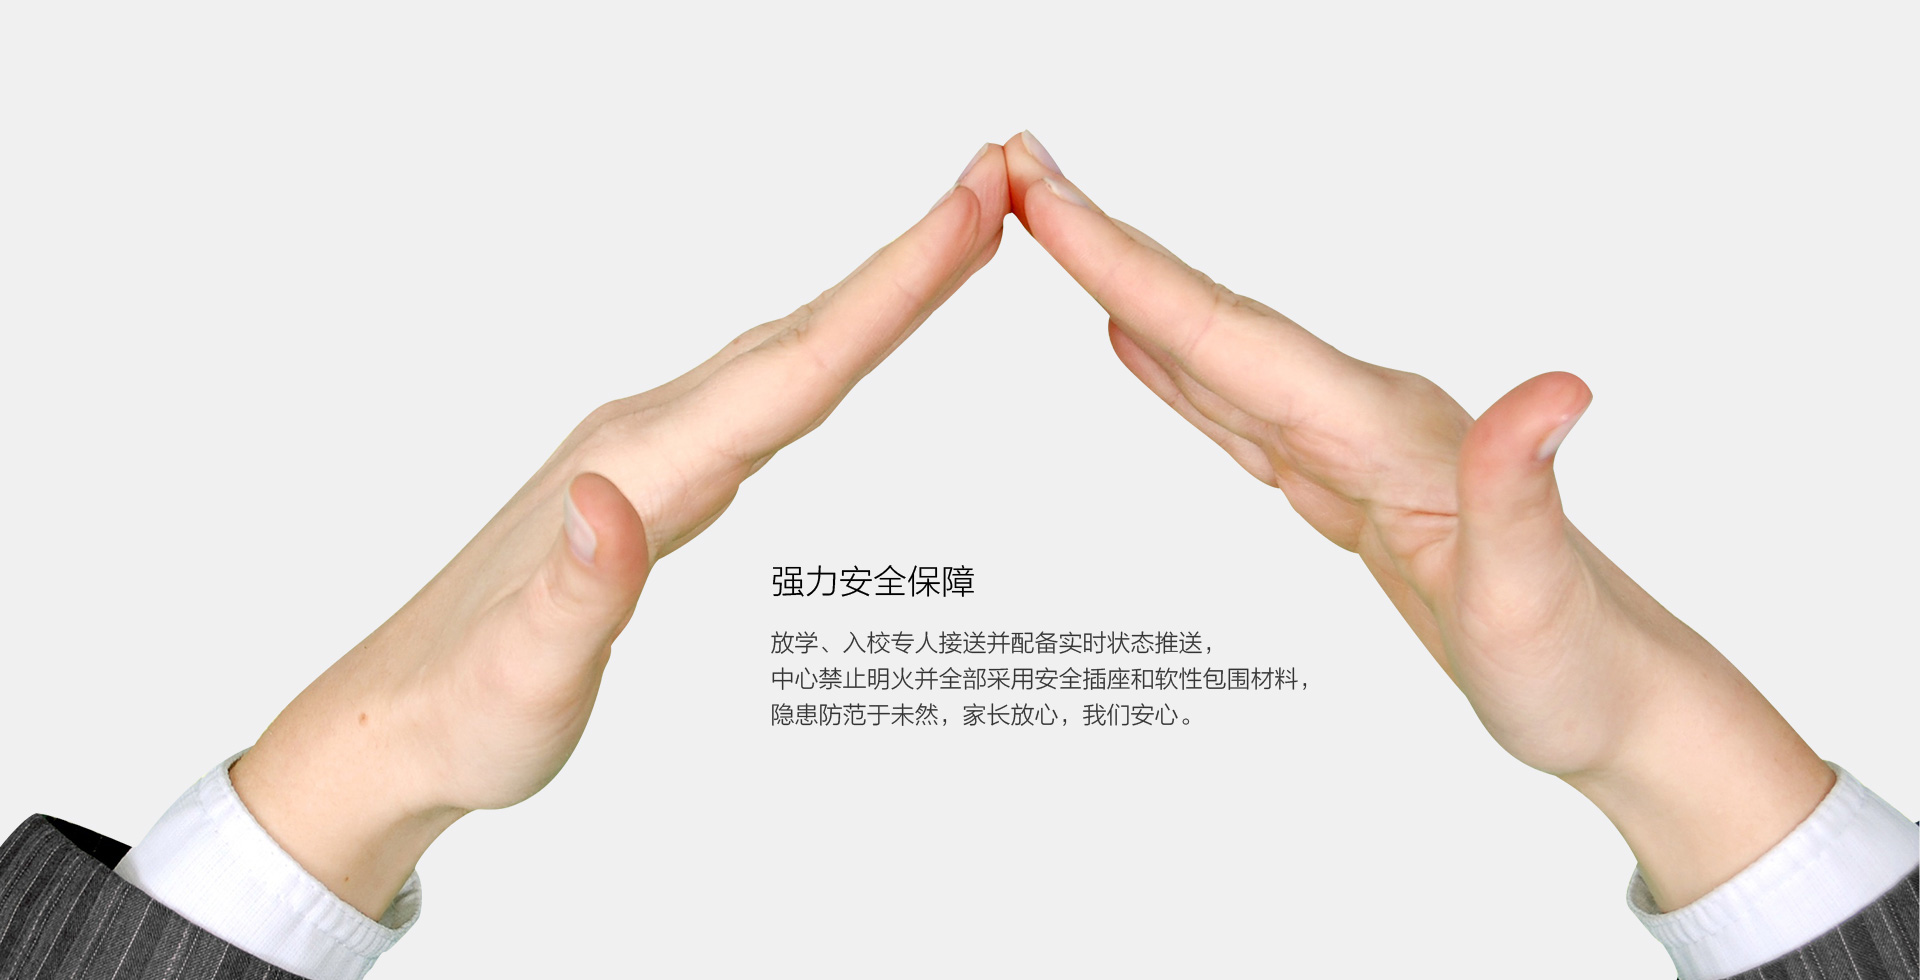 强力安全保障
放学、入校专人接送并配备实时状态推送，
中心禁止明火并全部采用安全插座和软性包围材料，
隐患防范于未然，家长放心，我们安心。